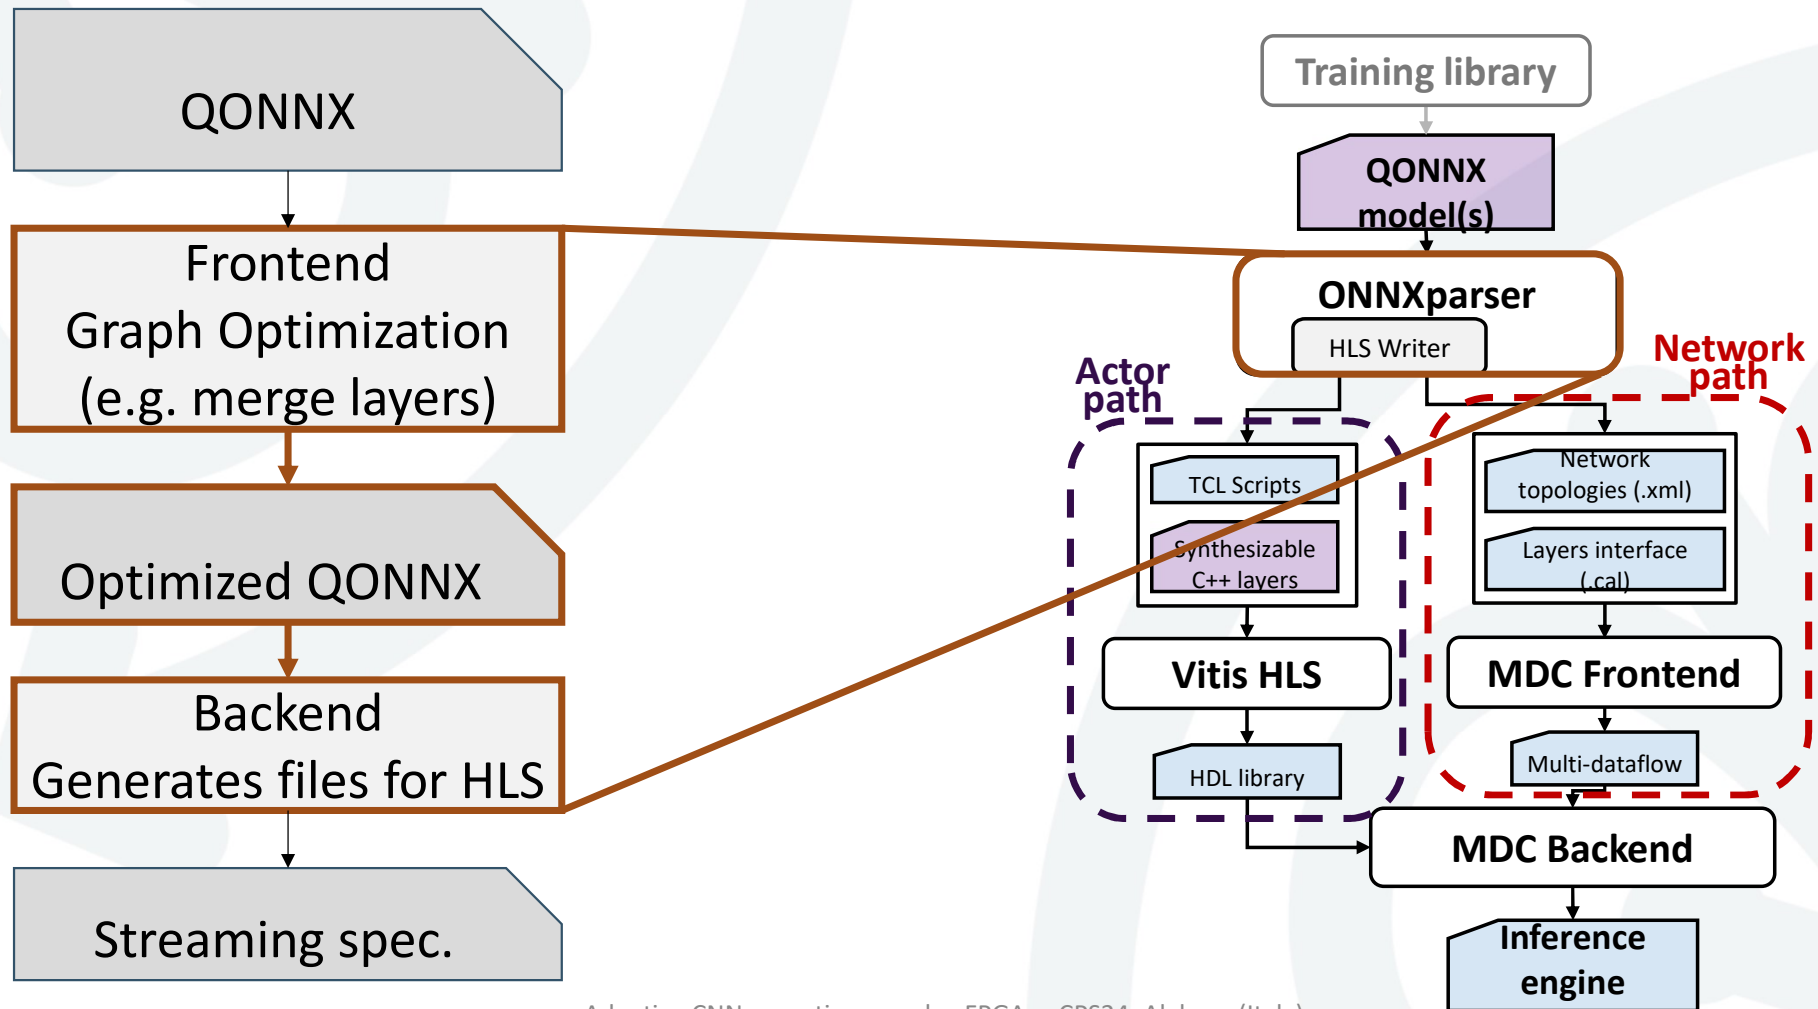 QONNX
Frontend
Graph Optimization
(e.g. merge layers)
Optimized QONNX
Backend
Generates files for HLS
Streaming spec.
Training library
QONNX
model(s)
ONNXparser
HLS Writer
Actor
path
Network
path
TCL Scripts
Synthesizable
C++ layers
Network
topologies (.xml)
Layers interface
(.cal)
Vitis HLS
MDC Frontend
HDL library
Multi-dataflow
MDC Backend
Inference
engine